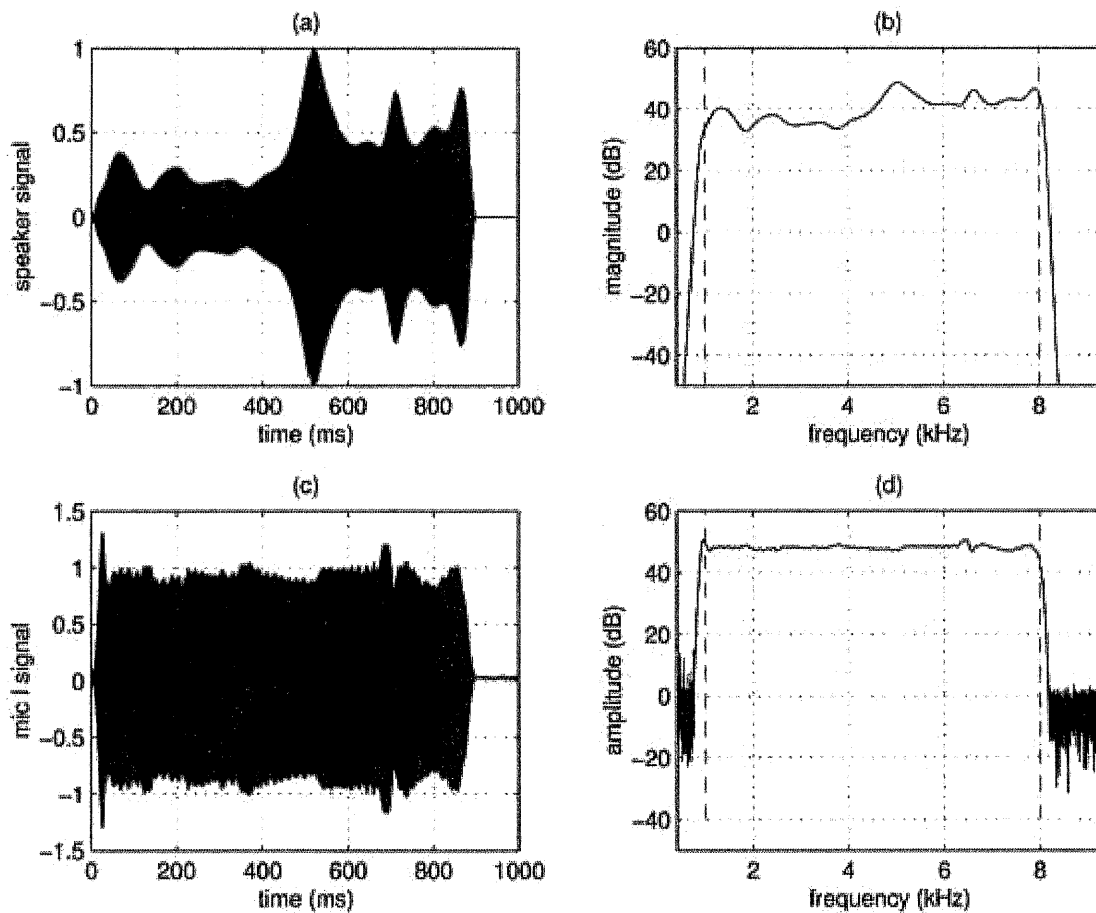 (a)
1
0.5
0
−0.5
−1
speaker signal
0 200 400 600 800 1000
time (ms)
(b)
60
40
20
0
−20
−40
magnitude (dB)
2 4 6 8
frequency (kHz)
(c)
1.5
1
0.5
0
−0.5
−1
−1.5
mic I signal
0 200 400 600 800 1000
time (ms)
(d)
60
40
20
0
−20
−40
amplitude (dB)
2 4 6 8
frequency (kHz)